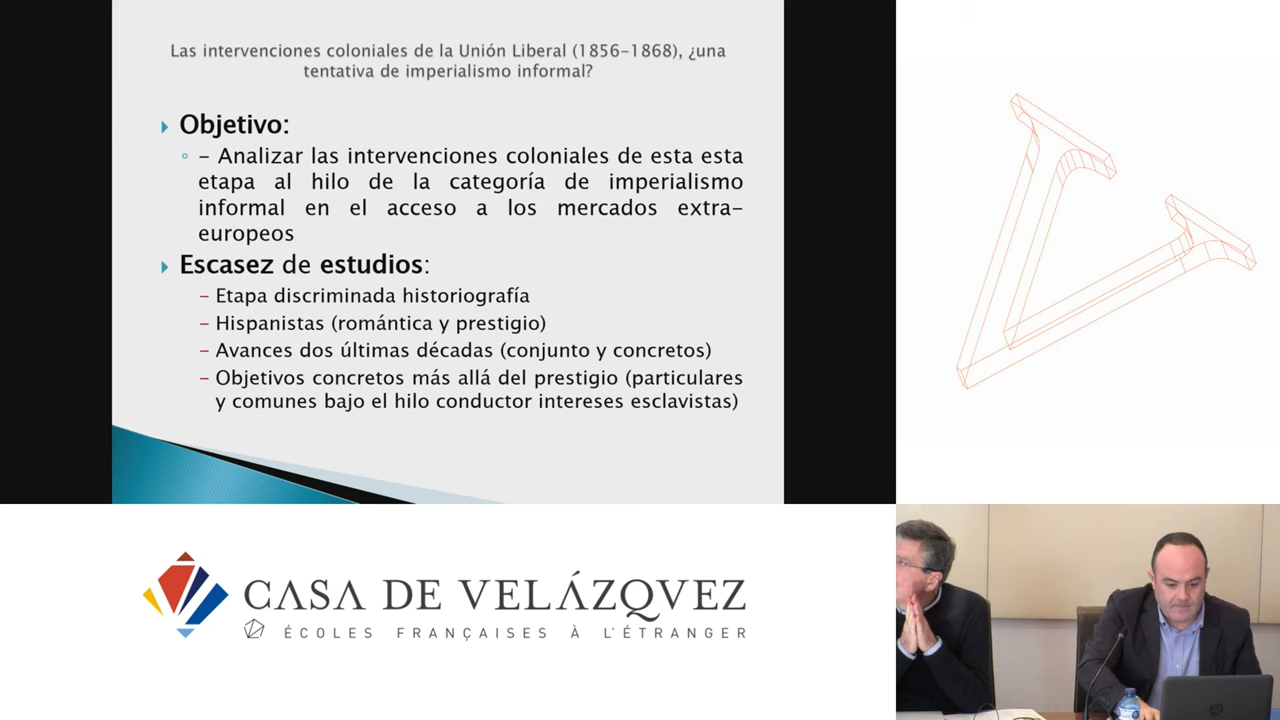 Las intervenciones coloniales de la Unión Liberal (1856-1868), ¿una
tentativa de imperialismo informal?
Objetivo:
- Analizar las intervenciones coloniales de esta esta
etapa al hilo de la categoría de imperialismo
informal en el acceso a los mercados extra-
europeos
Escasez de estudios:
- Etapa discriminada historiografía
- Hispanistas (romántica y prestigio)
- Avances dos últimas décadas (conjunto y concretos)
- Objetivos concretos más allá del prestigio (particulares
y comunes bajo el hilo conductor intereses esclavistas)
CASA DE VELÁZQVEZ
ÉCOLES FRANÇAISES À L'ÉTRANGER